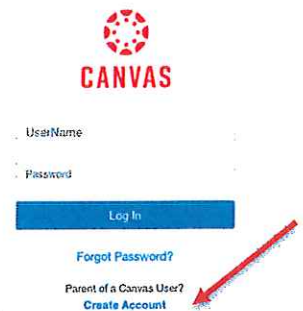 CANVAS
UserName
Password
Log In
Forgot Password?
Parent of a Canvas User?
Create Account